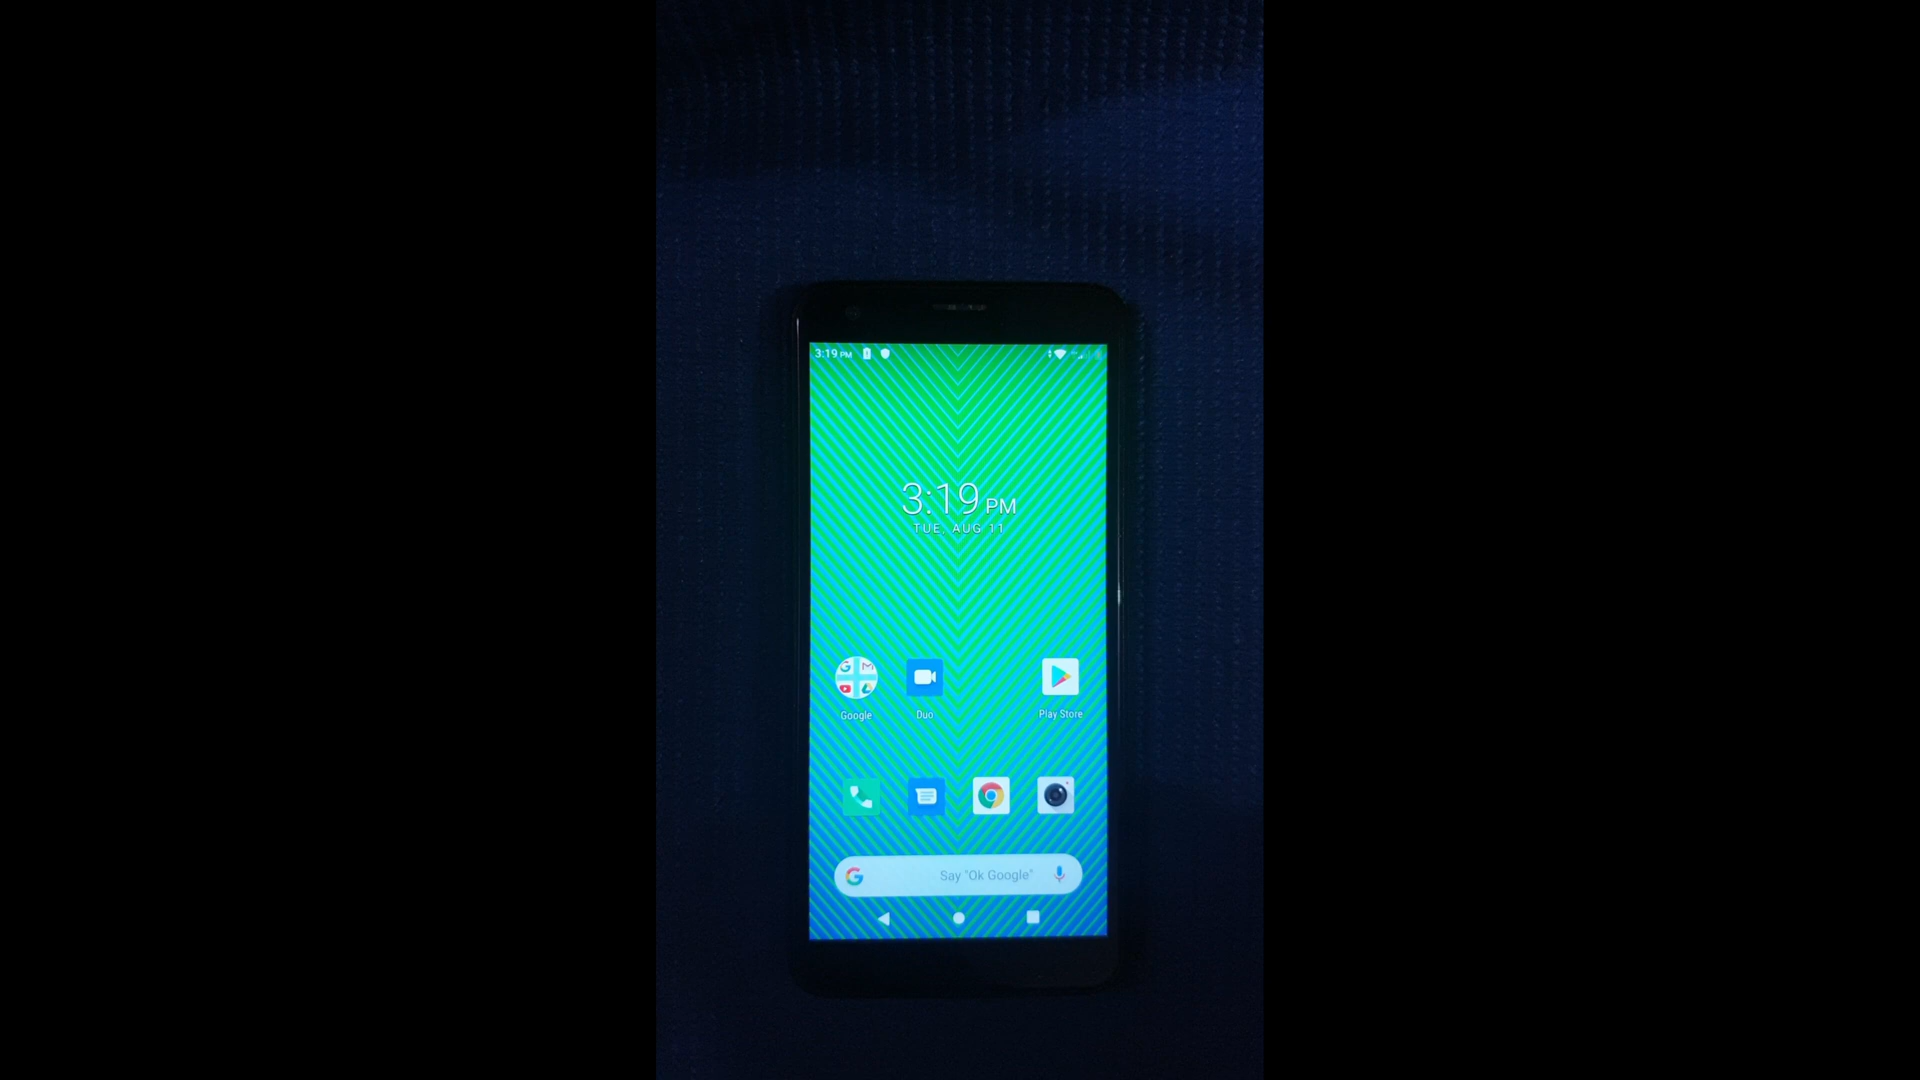 3:19 PM
3:19 PM
TUE, AUG 11
Google
Duo
Play Store
Say "Ok Google"